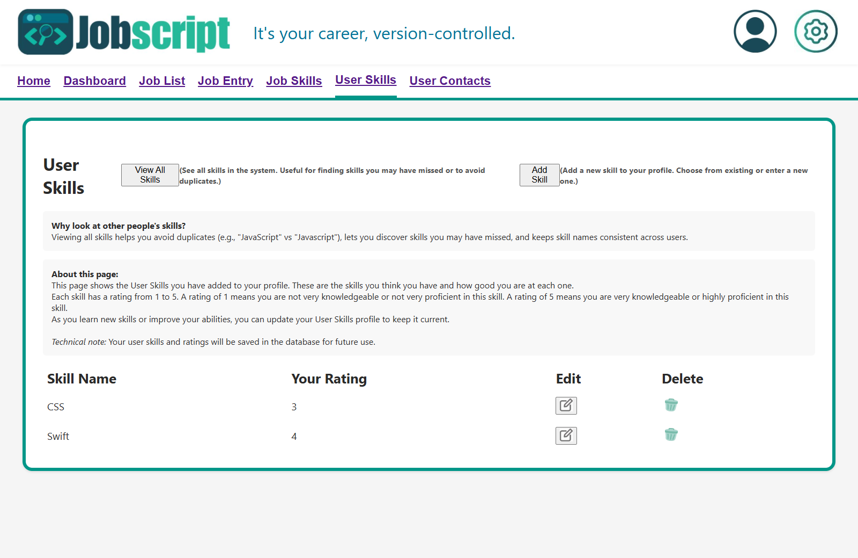 Jobscript
It's your career, version-controlled.
Home Dashboard Job List Job Entry Job Skills User Skills User Contacts
User
Skills
View All
Skills
(See all skills in the system. Useful for finding skills you may have missed or to avoid
duplicates.)
Add
Skill
(Add a new skill to your profile. Choose from existing or enter a new
one.)
Why look at other people's skills?
Viewing all skills helps you avoid duplicates (e.g., "JavaScript" vs "Javascript"), lets you discover skills you may have missed, and keeps skill names consistent across users.
About this page:
This page shows the User Skills you have added to your profile. These are the skills you think you have and how good you are at each one.
Each skill has a rating from 1 to 5. A rating of 1 means you are not very knowledgeable or not very proficient in this skill. A rating of 5 means you are very knowledgeable or highly proficient in this
skill.
As you learn new skills or improve your abilities, you can update your User Skills profile to keep it current.
Technical note: Your user skills and ratings will be saved in the database for future use.
Skill Name Your Rating Edit Delete
CSS 3
Swift 4